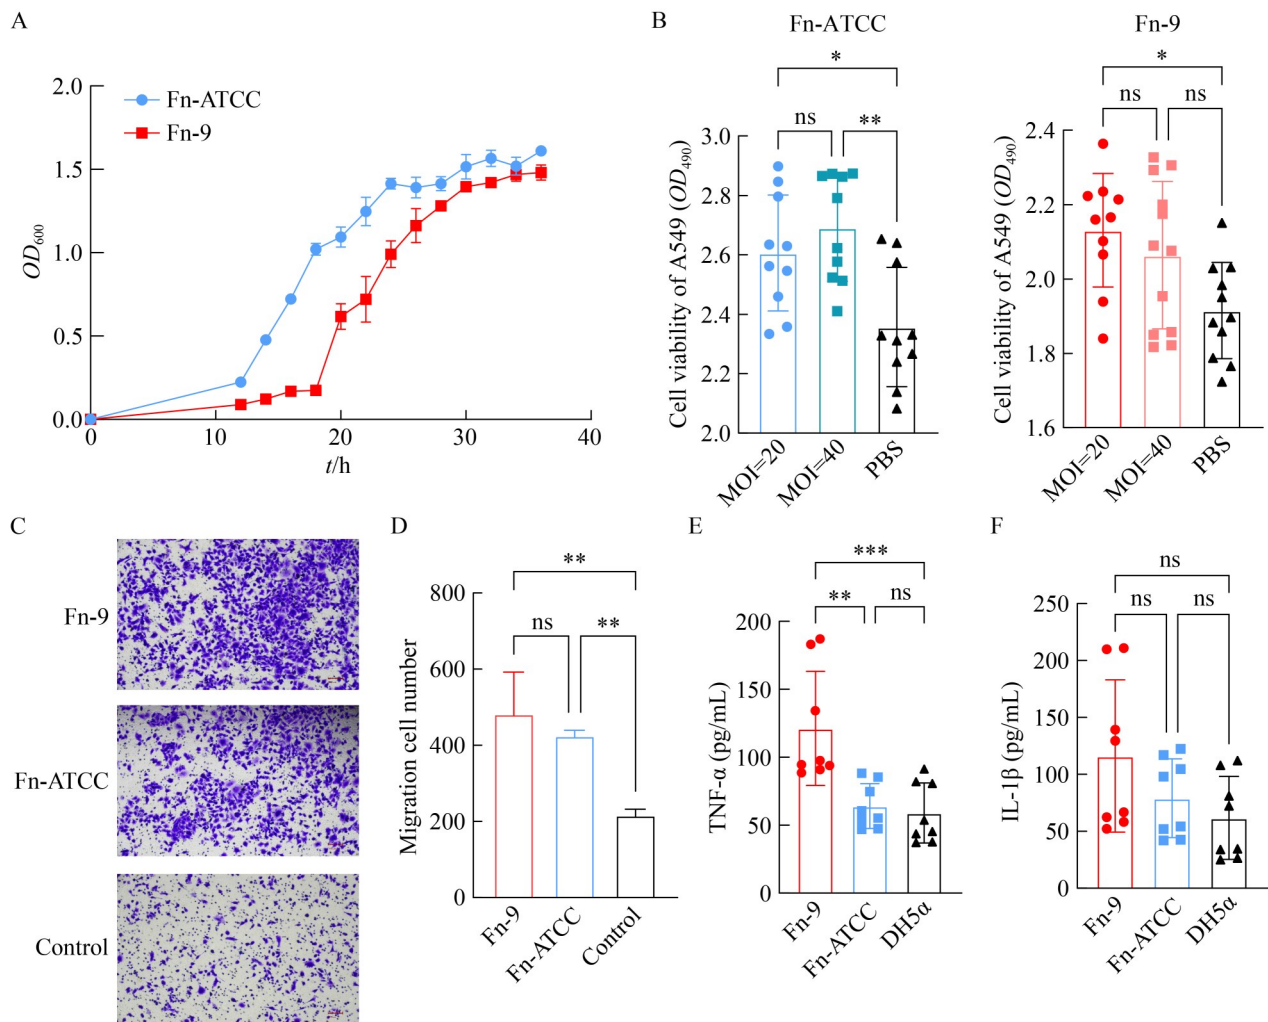 A
2.0
1.5
1.0
0.5
0.0
OD600
Fn-ATCC
Fn-9
0
10
20
30
40
t/h
B
Fn-ATCC
*
ns
**
3.0
2.8
2.6
2.4
2.2
2.0
Cell viability of A549 (OD490)
MOI=20
MOI=40
PBS
Fn-9
*
ns
ns
2.4
2.2
2.0
1.8
1.6
Cell viability of A549 (OD490)
MOI=20
MOI=40
PBS
C
Fn-9
Fn-ATCC
Control
D
**
ns
**
800
600
400
200
0
Migration cell number
Fn-9
Fn-ATCC
Control
E
***
**
ns
200
150
100
50
0
TNF-α (pg/mL)
Fn-9
Fn-ATCC
DH5α
F
ns
ns
ns
250
200
150
100
50
0
IL-1β (pg/mL)
Fn-9
Fn-ATCC
DH5α